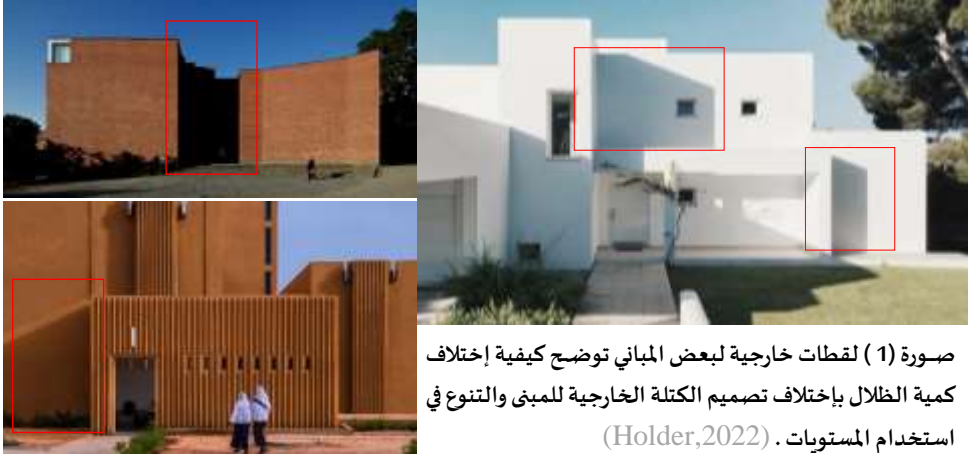 صورة (1 ) لقطات خارجية لبعض المباني توضح كيفية إختلاف
كمية الظلال بإختلاف تصميم الكتلة الخارجية للمبنى والتنوع في
استخدام المستويات . (Holder,2022)